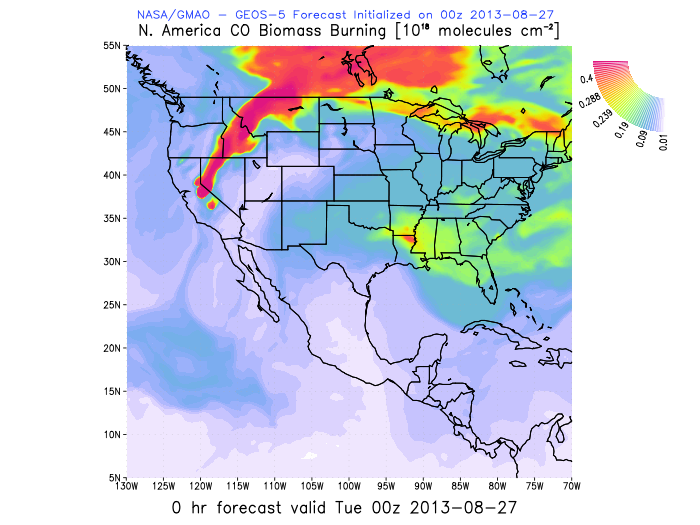 NASA/GMAO - GEOS-5 Forecast Initialized on 00z 2013-08-27
N. America CO Biomass Burning [10¹⁸ molecules cm⁻²]
55N
50N
45N
40N
35N
30N
25N
20N
15N
10N
5N
130W 125W 120W 115W 110W 105W 100W 95W 90W 85W 80W 75W 70W
0.4
0.288
0.239
0.19
0.09
0.01
0 hr forecast valid Tue 00z 2013-08-27